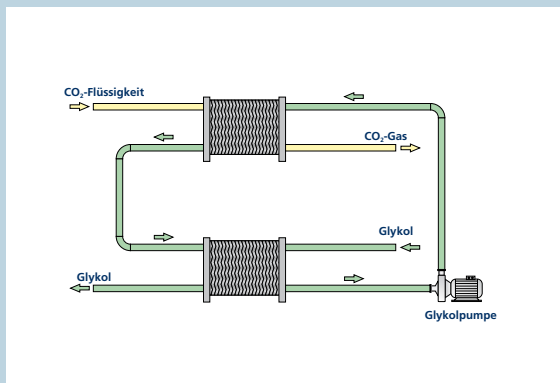 CO₂-Flüssigkeit
CO₂-Gas
Glykol
Glykol
Glykolpumpe